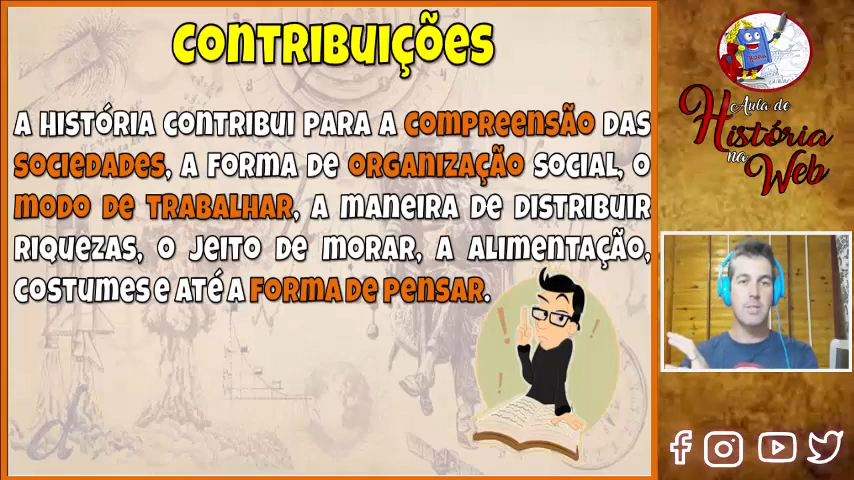 Contribuições
A História contribui para a compreensão das
sociedades, a forma de organização social, o
modo de trabalhar, a maneira de distribuir
riquezas, o jeito de morar, a alimentação,
costumes e até a forma de pensar.
Aula de
História
na
Web